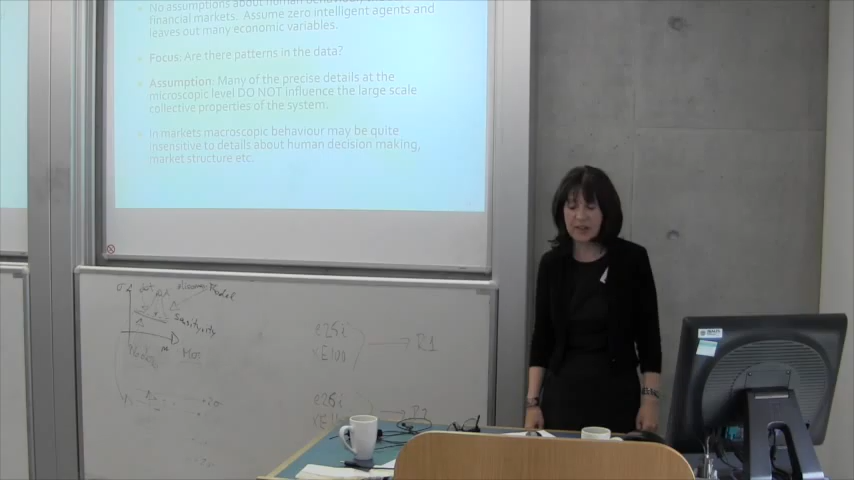 No assumptions about human behaviour
financial markets. Assume zero intelligent agents and
leaves out many economic variables.
Focus: Are there patterns in the data?
Assumption: Many of the precise details at the
microscopic level DO NOT influence the large scale
collective properties of the system.
In markets macroscopic behaviour may be quite
insensitive to details about human decision making,
market structure etc.
Model
e25i
XE100
R1
e26i
R2